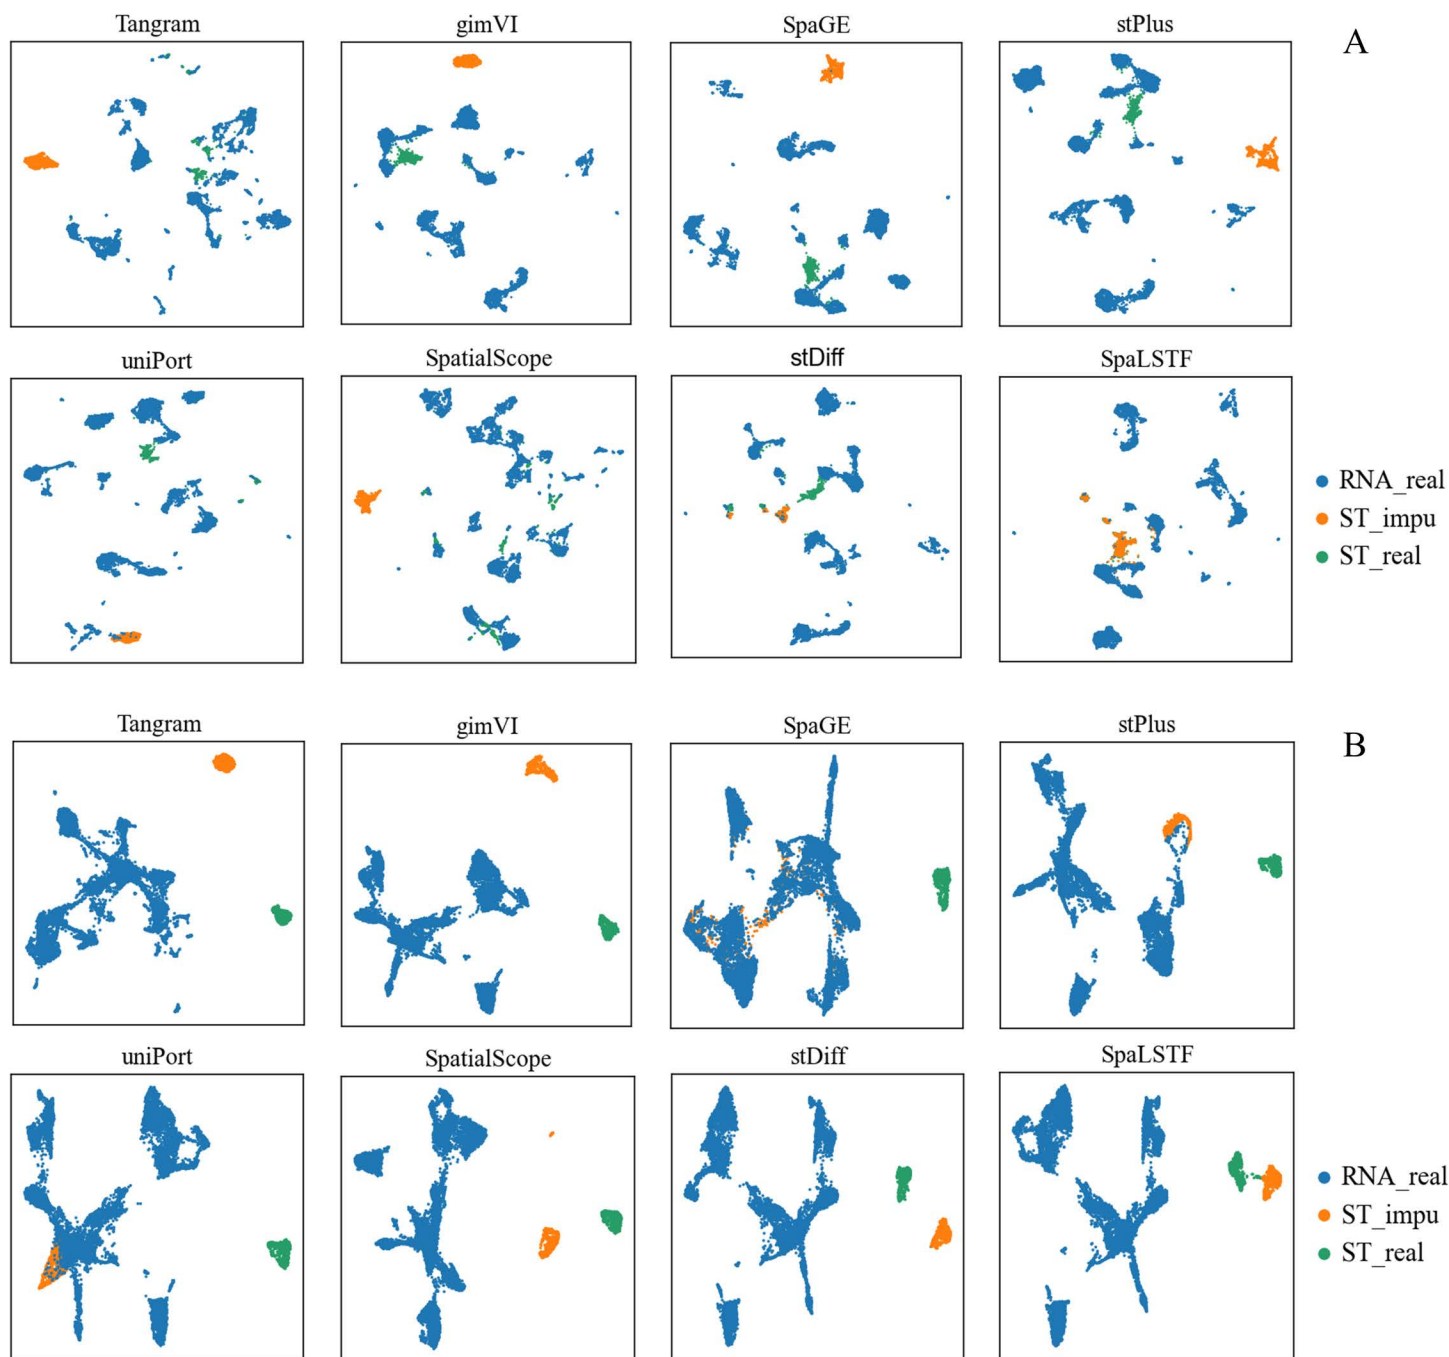 Tangram
gimVI
SpaGE
stPlus
A
uniPort
SpatialScope
stDiff
SpaLSTF
RNA_real
ST_impu
ST_real
Tangram
gimVI
SpaGE
stPlus
B
uniPort
SpatialScope
stDiff
SpaLSTF
RNA_real
ST_impu
ST_real